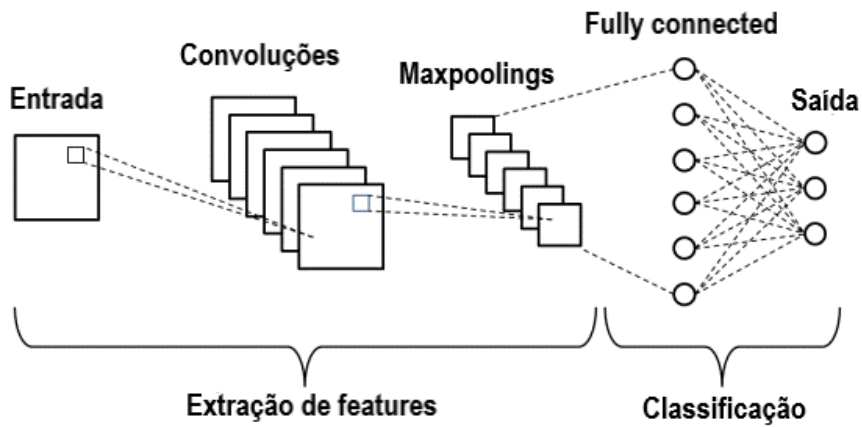 Fully connected
Convoluções
Maxpoolings
Entrada
Saída
Extração de features
Classificação